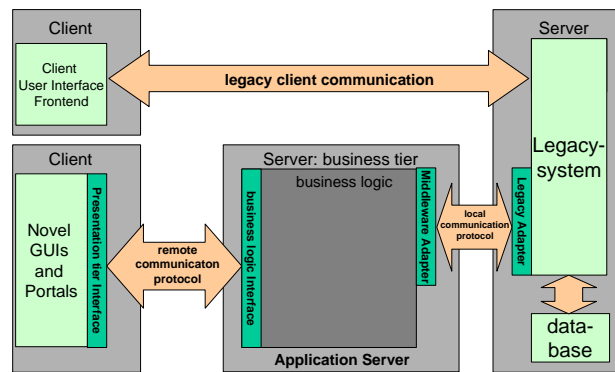 Client
Client
User Interface
Frontend
legacy client communication
Server
Legacy-
system
Legacy Adapter
data-
base
Client
Novel
GUIs
and
Portals
Presentation tier Interface
remote
communicaton
protocol
Server: business tier
business logic
business logic Interface
Middleware Adapter
Application Server
local
communication
protocol